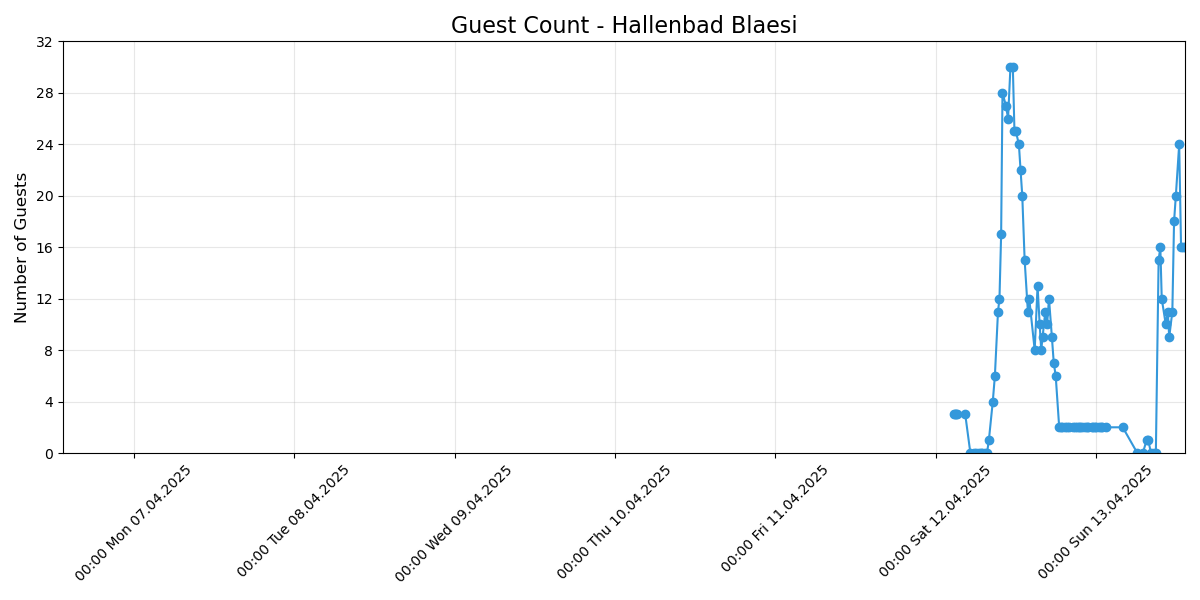 Guest Count - Hallenbad Blaesi
Number of Guests
32
28
24
20
16
12
8
4
0
00:00 Mon 07.04.2025
00:00 Tue 08.04.2025
00:00 Wed 09.04.2025
00:00 Thu 10.04.2025
00:00 Fri 11.04.2025
00:00 Sat 12.04.2025
00:00 Sun 13.04.2025